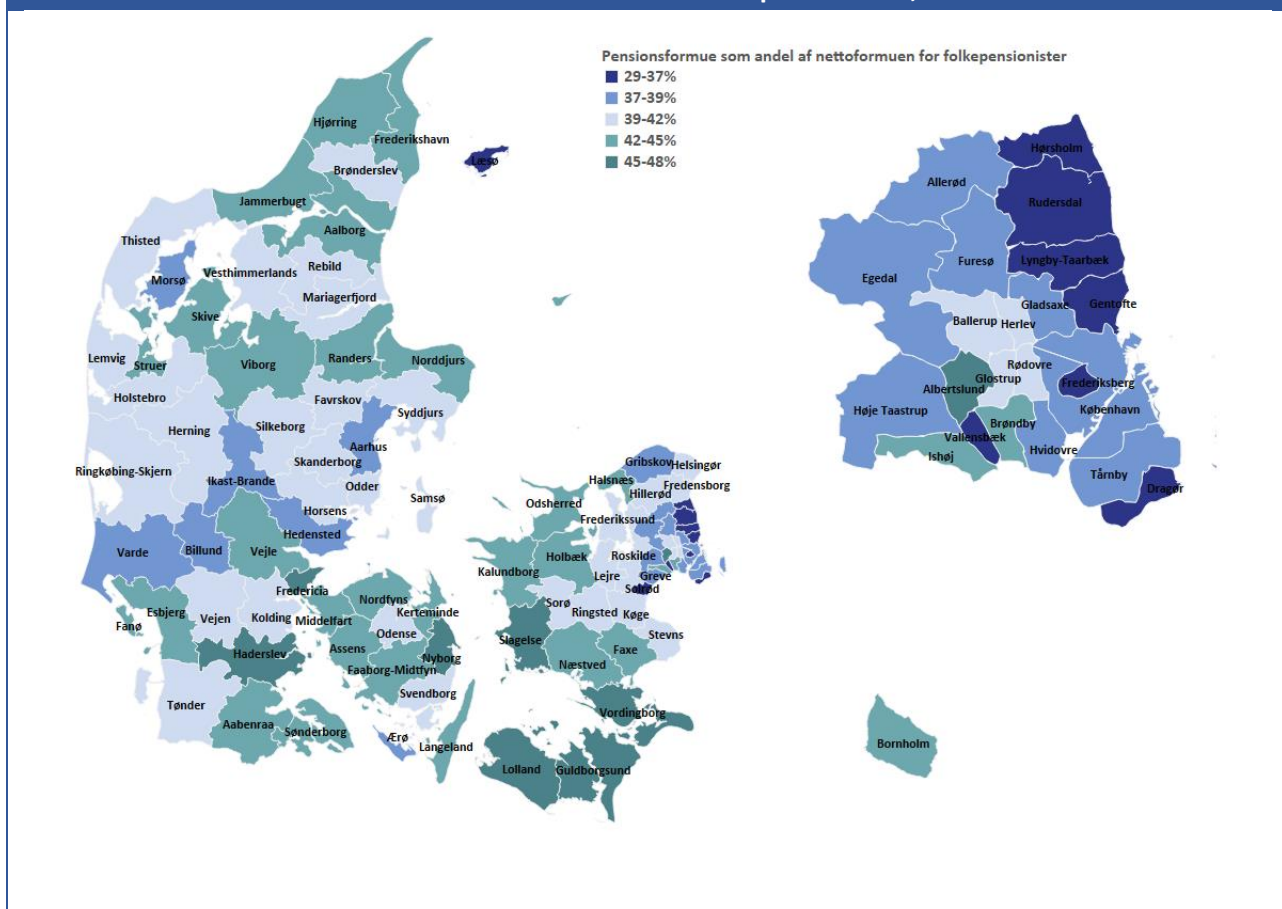 Pensionsformue som andel af nettoformuen for folkepensionister
29-37%
37-39%
39-42%
42-45%
45-48%
Hjørring
Frederikshavn
Læsø
Brønderslev
Jammerbugt
Aalborg
Thisted
Vesthimmerlands
Rebild
Morsø
Mariagerfjord
Skive
Lemvig
Struer
Viborg
Randers
Norddjurs
Holstebro
Favrskov
Syddjurs
Herning
Silkeborg
Aarhus
Skanderborg
Ringkøbing-Skjern
Ikast-Brande
Odder
Samsø
Horsens
Hedensted
Varde
Billund
Vejle
Fredericia
Esbjerg
Nordfyns
Middelfart
Kerteminde
Fanø
Vejen
Kolding
Odense
Haderslev
Assens
Nyborg
Faaborg-Midtfyn
Svendborg
Tønder
Aabenraa
Sønderborg
Ærø
Langeland
Gribskov
Helsingør
Halsnæs
Fredensborg
Hillerød
Odsherred
Frederikssund
Holbæk
Roskilde
Kalundborg
Lejre
Greve
Solrød
Sorø
Ringsted
Køge
Stevns
Slagelse
Faxe
Næstved
Vordingborg
Lolland
Guldborgsund
Bornholm
Hørsholm
Allerød
Rudersdal
Lyngby-Taarbæk
Furesø
Egedal
Gladsaxe
Gentofte
Ballerup
Herlev
Rødovre
Glostrup
Albertslund
Frederiksberg
Høje Taastrup
København
Brøndby
Vallensbæk
Ishøj
Hvidovre
Tårnby
Dragør